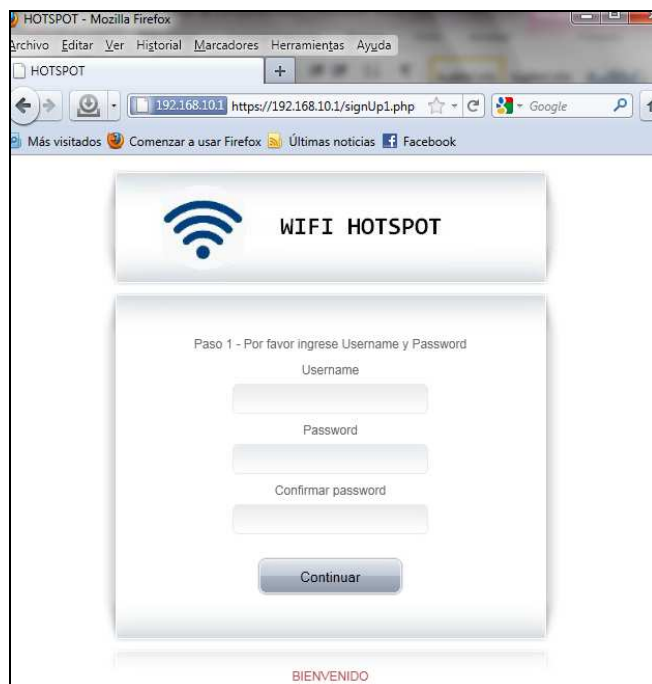 HOTSPOT - Mozilla Firefox
Archivo Editar Ver Historial Marcadores Herramientas Ayuda
HOTSPOT
192.168.10.1 https://192.168.10.1/signUp1.php Google
Más visitados Comenzar a usar Firefox Últimas noticias Facebook
WIFI HOTSPOT
Paso 1 - Por favor ingrese Username y Password
Username
Password
Confirmar password
Continuar
BIENVENIDO